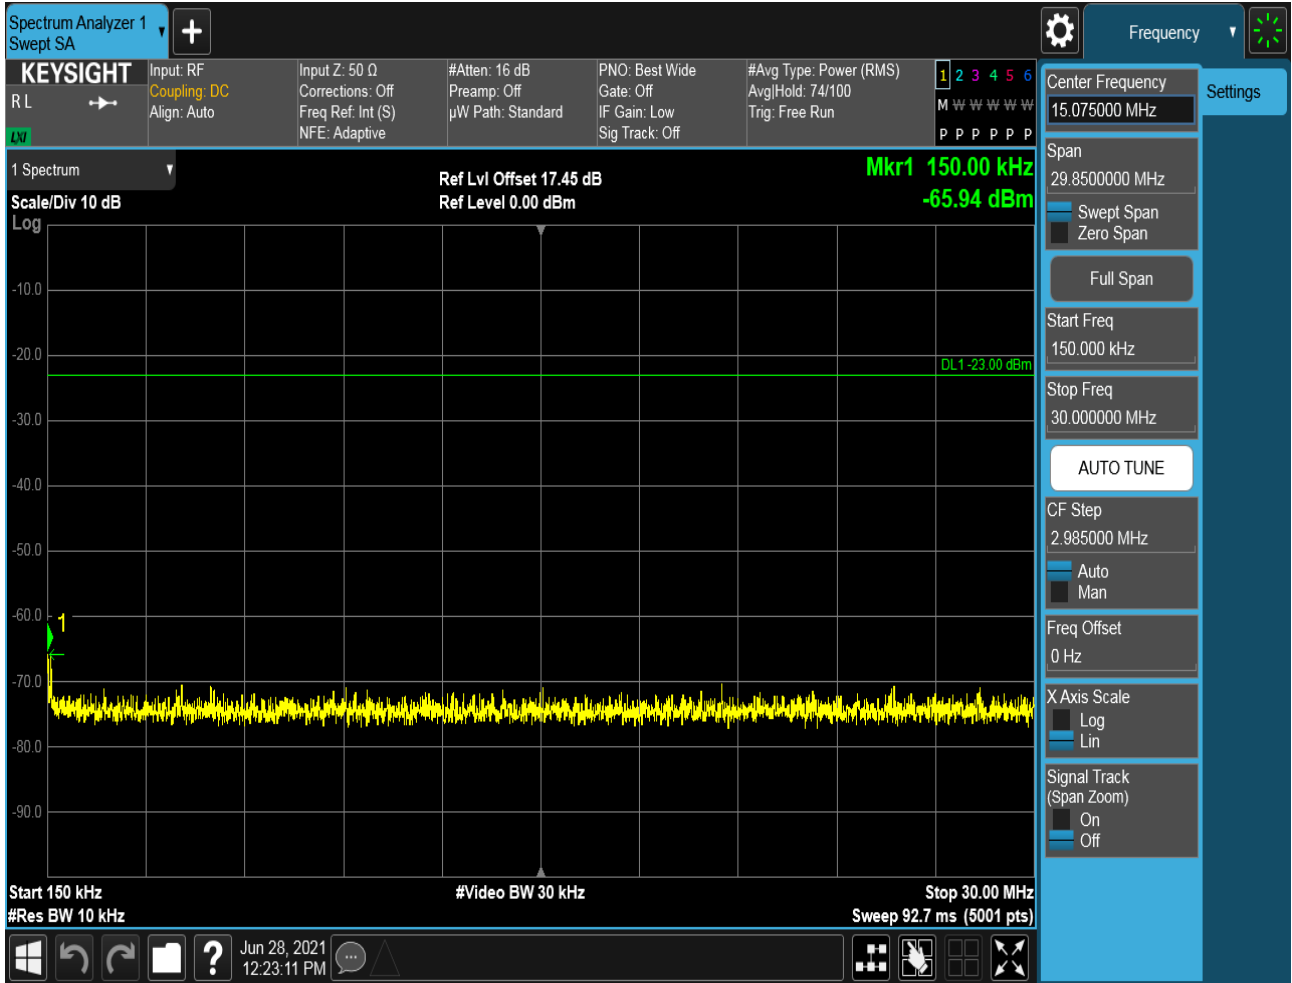 Spectrum Analyzer 1
Swept SA
Frequency
KEYSIGHT
R L
LXI
Input: RF
Coupling: DC
Align: Auto
Input Z: 50 Ω
Corrections: Off
Freq Ref: Int (S)
NFE: Adaptive
#Atten: 16 dB
Preamp: Off
µW Path: Standard
PNO: Best Wide
Gate: Off
IF Gain: Low
Sig Track: Off
#Avg Type: Power (RMS)
Avg|Hold: 74/100
Trig: Free Run
1 2 3 4 5 6
M W W W W W
P P P P P P
1 Spectrum
Scale/Div 10 dB
Log
Ref Lvl Offset 17.45 dB
Ref Level 0.00 dBm
Mkr1 150.00 kHz
-65.94 dBm
-10.0
-20.0
DL1 -23.00 dBm
-30.0
-40.0
-50.0
-60.0
1
-70.0
-80.0
-90.0
Start 150 kHz
#Res BW 10 kHz
#Video BW 30 kHz
Stop 30.00 MHz
Sweep 92.7 ms (5001 pts)
Center Frequency
15.075000 MHz
Settings
Span
29.8500000 MHz
Swept Span
Zero Span
Full Span
Start Freq
150.000 kHz
Stop Freq
30.000000 MHz
AUTO TUNE
CF Step
2.985000 MHz
Auto
Man
Freq Offset
0 Hz
X Axis Scale
Log
Lin
Signal Track
(Span Zoom)
On
Off
?
Jun 28, 2021
12:23:11 PM